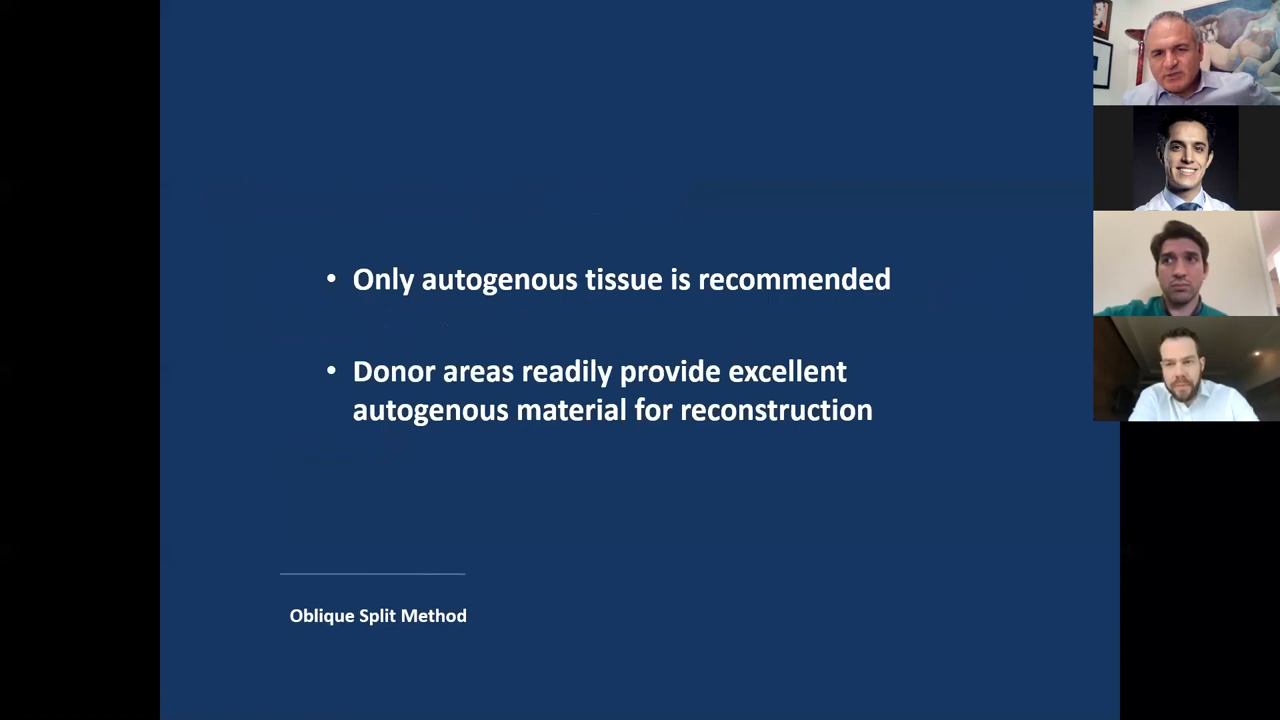 • Only autogenous tissue is recommended
• Donor areas readily provide excellent
autogenous material for reconstruction
Oblique Split Method